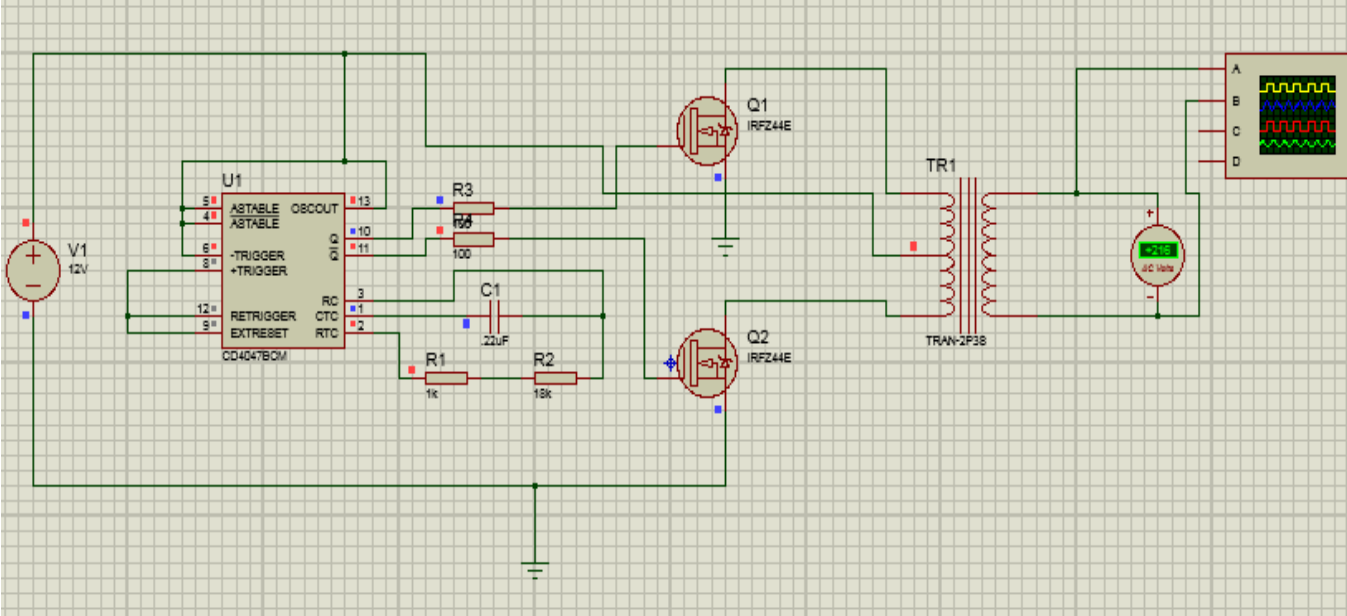 V1
12V
U1
5
4
6
8
12
9
ASTABLE
ASTABLE
-TRIGGER
+TRIGGER
RETRIGGER
EXTRESET
OSCOUT
Q
Q
RC
CTC
RTC
13
10
11
3
1
2
CD4047BCM
R3
R4
100
C1
.22uF
R1
1k
R2
18k
Q1
IRFZ44E
Q2
IRFZ44E
TR1
TRAN-2P3S
+216
AC Volts
A
B
C
D